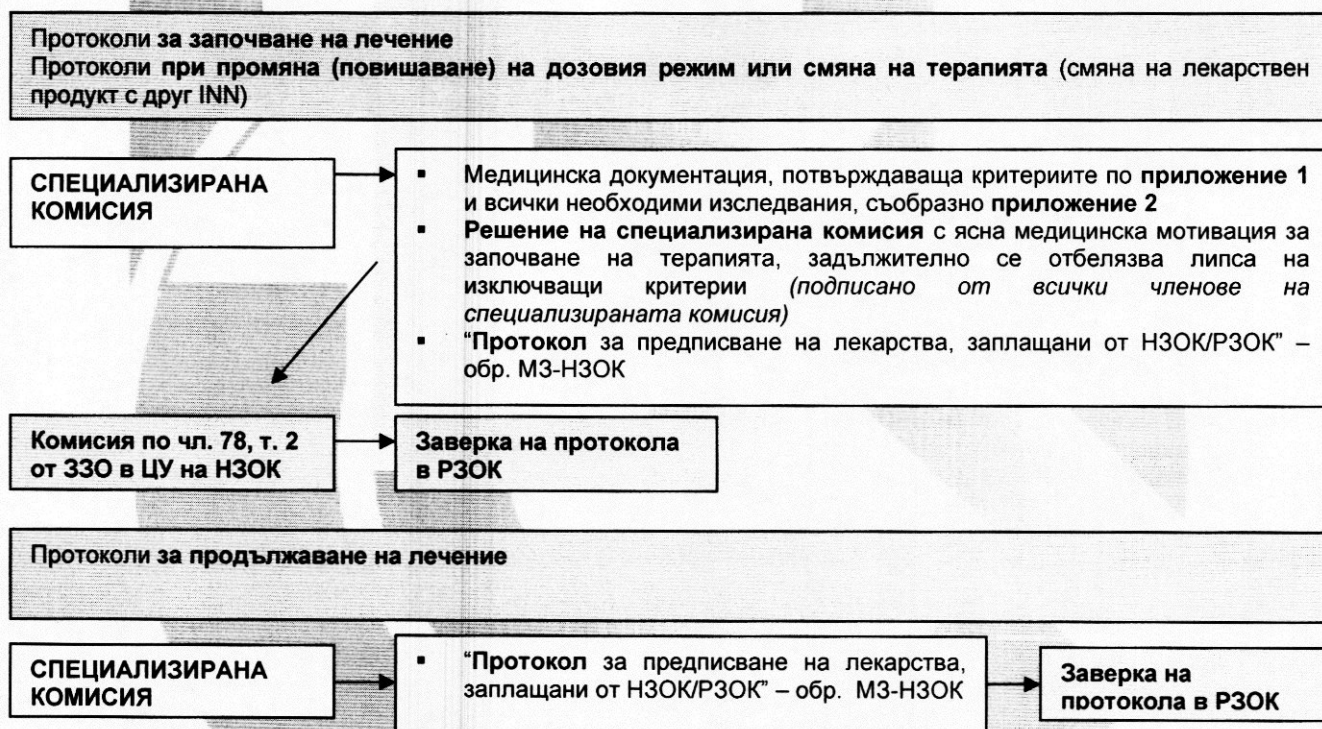 Протоколи за започване на лечение
Протоколи при промяна (повишаване) на дозовия режим или смяна на терапията (смяна на лекарствен
продукт с друг INN)
СПЕЦИАЛИЗИРАНА
КОМИСИЯ
▪ Медицинска документация, потвърждаваща критериите по приложение 1
и всички необходими изследвания, съобразно приложение 2
▪ Решение на специализирана комисия с ясна медицинска мотивация за
започване на терапията, задължително се отбелязва липса на
изключващи критерии (подписано от всички членове на
специализираната комисия)
▪ “Протокол за предписване на лекарства, заплащани от НЗОК/РЗОК” –
обр. МЗ-НЗОК
Комисия по чл. 78, т. 2
от ЗЗО в ЦУ на НЗОК
Заверка на протокола
в РЗОК
Протоколи за продължаване на лечение
СПЕЦИАЛИЗИРАНА
КОМИСИЯ
▪ “Протокол за предписване на лекарства,
заплащани от НЗОК/РЗОК” – обр. МЗ-НЗОК
Заверка на
протокола в РЗОК